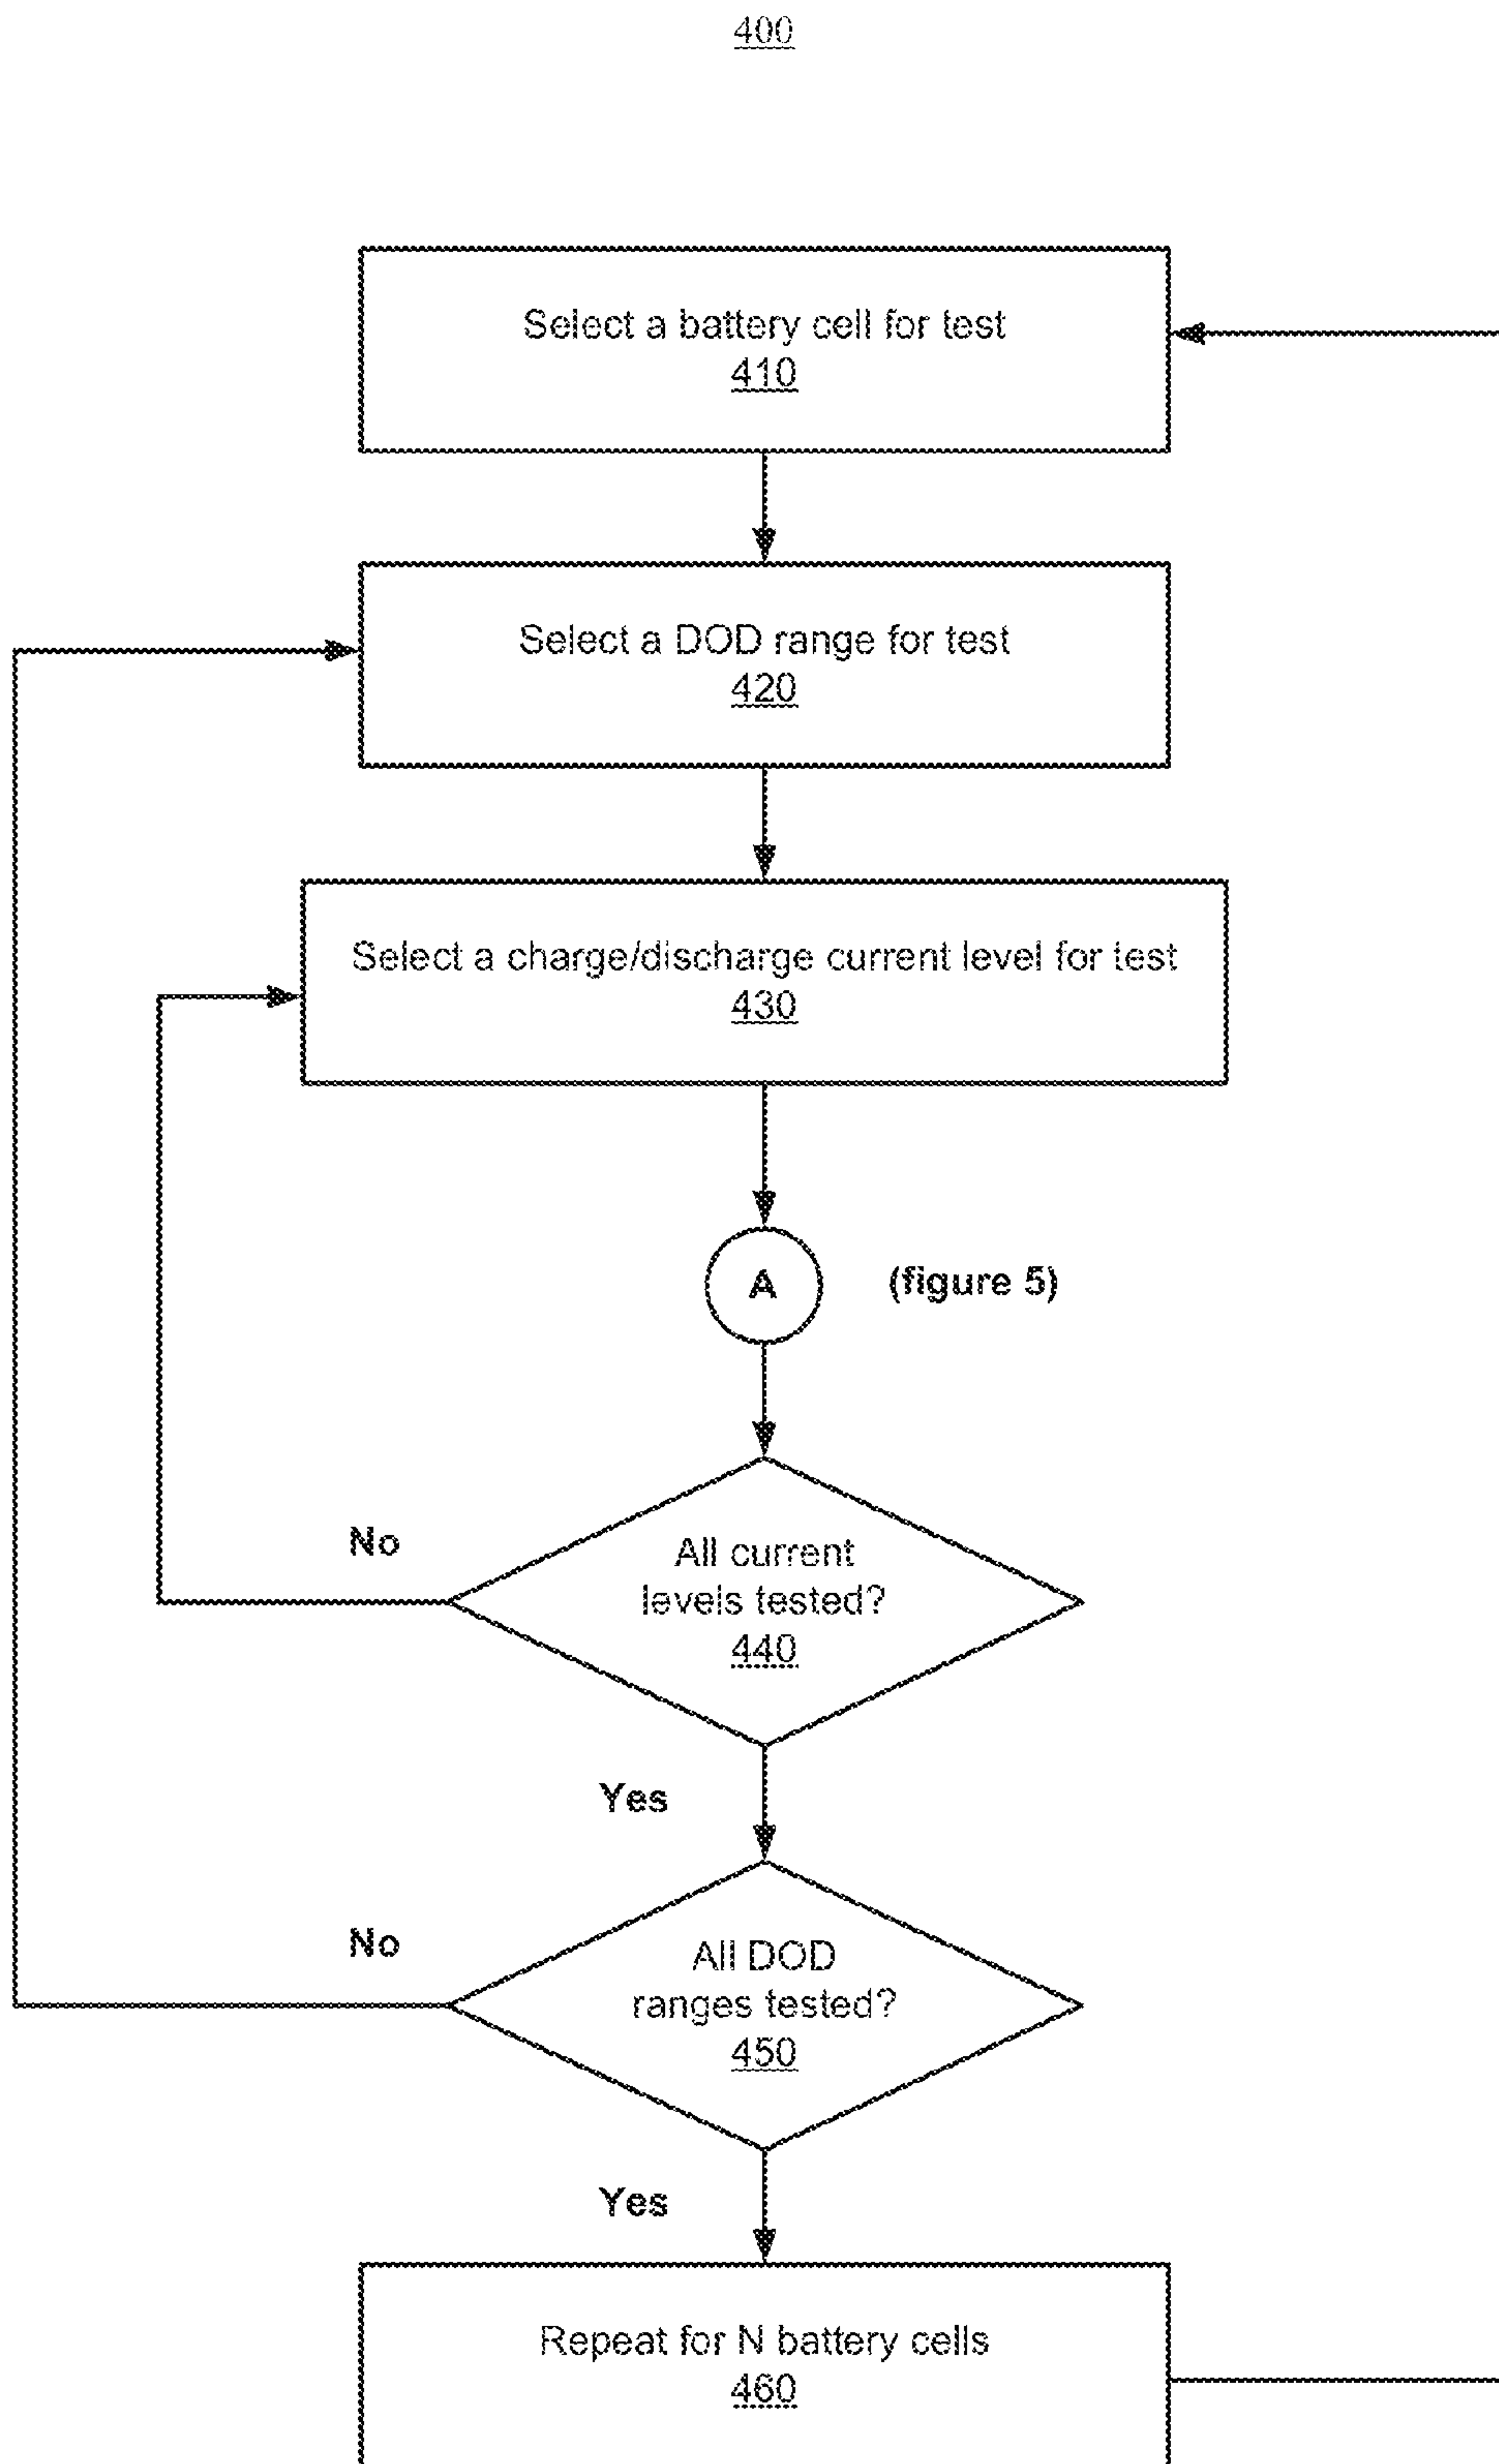 400
Select a battery cell for test
410
Select a DOD range for test
420
Select a charge/discharge current level for test
430
A
(figure 5)
No
All current
levels tested?
440
Yes
No
All DOD
ranges tested?
450
Yes
Repeat for N battery cells
460